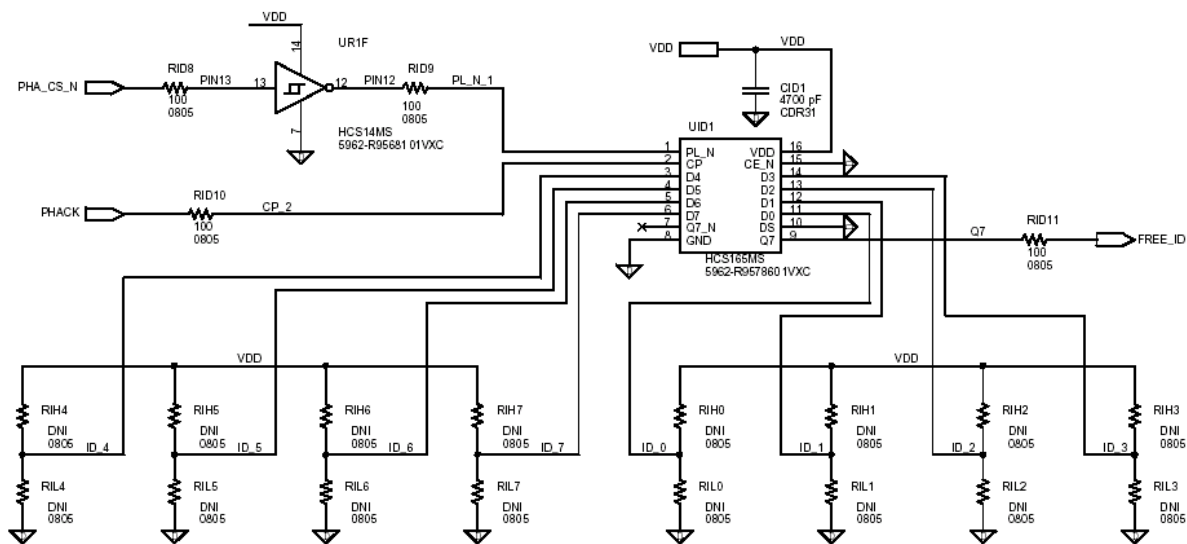 VDD
UR1F
14
PHA_CS_N
RID8
100
0805
PIN13
13
12
PIN12
RID9
100
0805
PL_N_1
7
HCS14MS
5962-R95681 01VXC
VDD
VDD
CID1
4700 pF
CDR31
PHACK
RID10
100
0805
CP_2
UID1
1 PL_N VDD 16
2 CP CE_N 15
3 D4 D3 14
4 D5 D2 13
5 D6 D1 12
6 D7 D0 11
7 Q7_N DS 10
8 GND Q7 9
HCS165MS
5962-R957860 1VXC
Q7
RID11
100
0805
FREE_ID
VDD
RIH4
DNI
0805
RIH5
DNI
0805
RIH6
DNI
0805
RIH7
DNI
0805
ID_4
ID_5
ID_6
ID_7
RIL4
DNI
0805
RIL5
DNI
0805
RIL6
DNI
0805
RIL7
DNI
0805
VDD
RIH0
DNI
0805
RIH1
DNI
0805
RIH2
DNI
0805
RIH3
DNI
0805
ID_0
ID_1
ID_2
ID_3
RIL0
DNI
0805
RIL1
DNI
0805
RIL2
DNI
0805
RIL3
DNI
0805